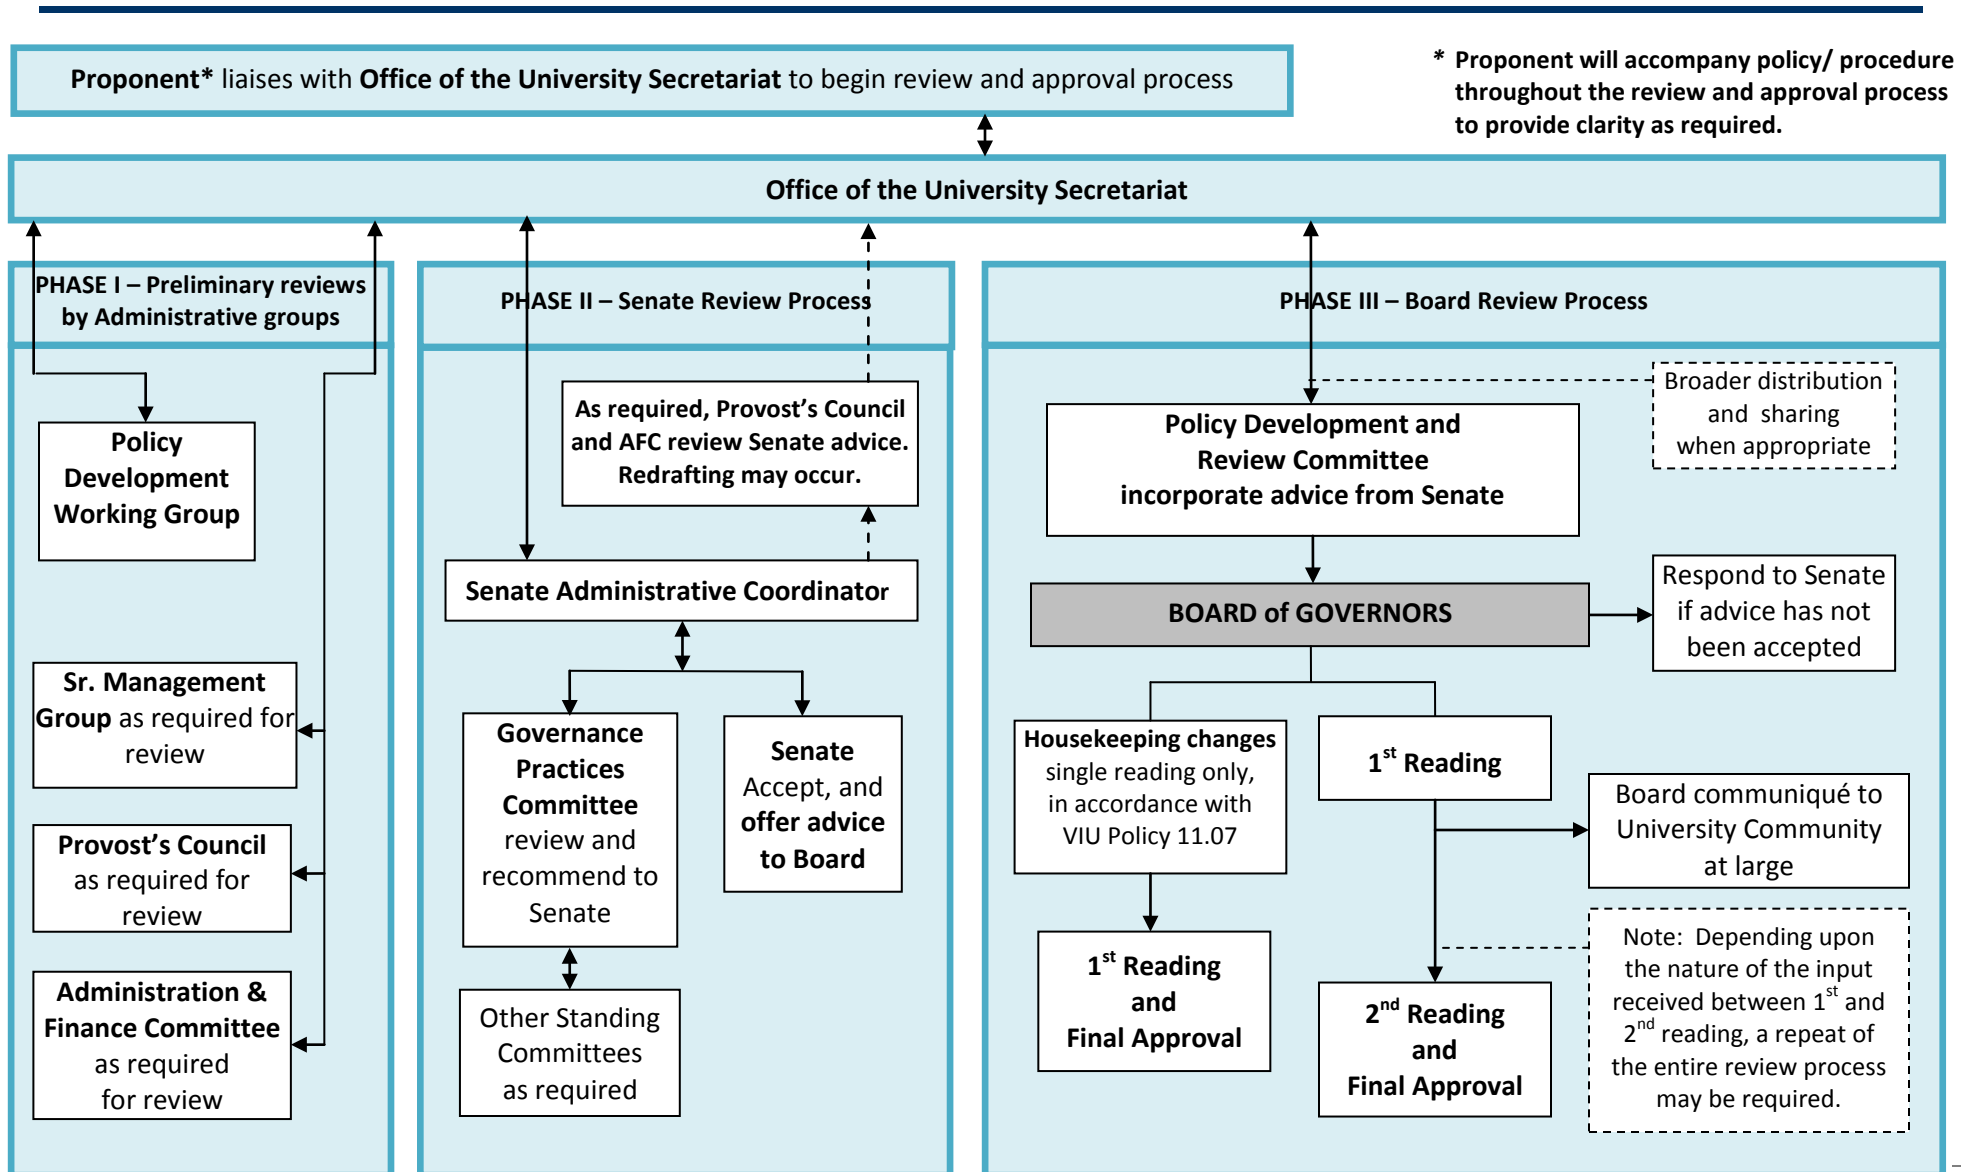 Proponent* liaises with Office of the University Secretariat to begin review and approval process
* Proponent will accompany policy/ procedure
throughout the review and approval process
to provide clarity as required.
Office of the University Secretariat
PHASE I – Preliminary reviews
by Administrative groups
Policy
Development
Working Group
Sr. Management
Group as required for
review
Provost’s Council
as required for
review
Administration &
Finance Committee
as required
for review
PHASE II – Senate Review Process
As required, Provost’s Council
and AFC review Senate advice.
Redrafting may occur.
Senate Administrative Coordinator
Governance
Practices
Committee
review and
recommend to
Senate
Senate
Accept, and
offer advice
to Board
Other Standing
Committees
as required
PHASE III – Board Review Process
Broader distribution
and sharing
when appropriate
Policy Development and
Review Committee
incorporate advice from Senate
BOARD of GOVERNORS
Respond to Senate
if advice has not
been accepted
Housekeeping changes
single reading only,
in accordance with
VIU Policy 11.07
1st Reading
Board communiqué to
University Community
at large
1st Reading
and
Final Approval
2nd Reading
and
Final Approval
Note: Depending upon
the nature of the input
received between 1st and
2nd reading, a repeat of
the entire review process
may be required.